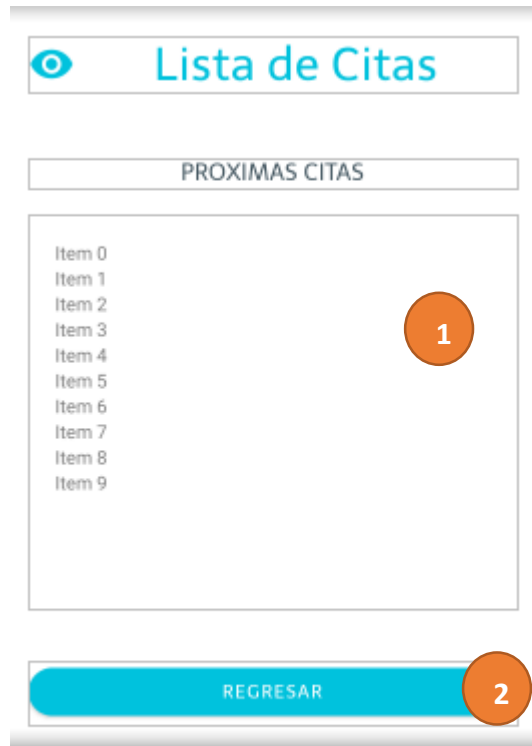 Lista de Citas
PROXIMAS CITAS
Item 0
Item 1
Item 2
Item 3
1
Item 4
Item 5
Item 6
Item 7
Item 8
Item 9
REGRESAR
2